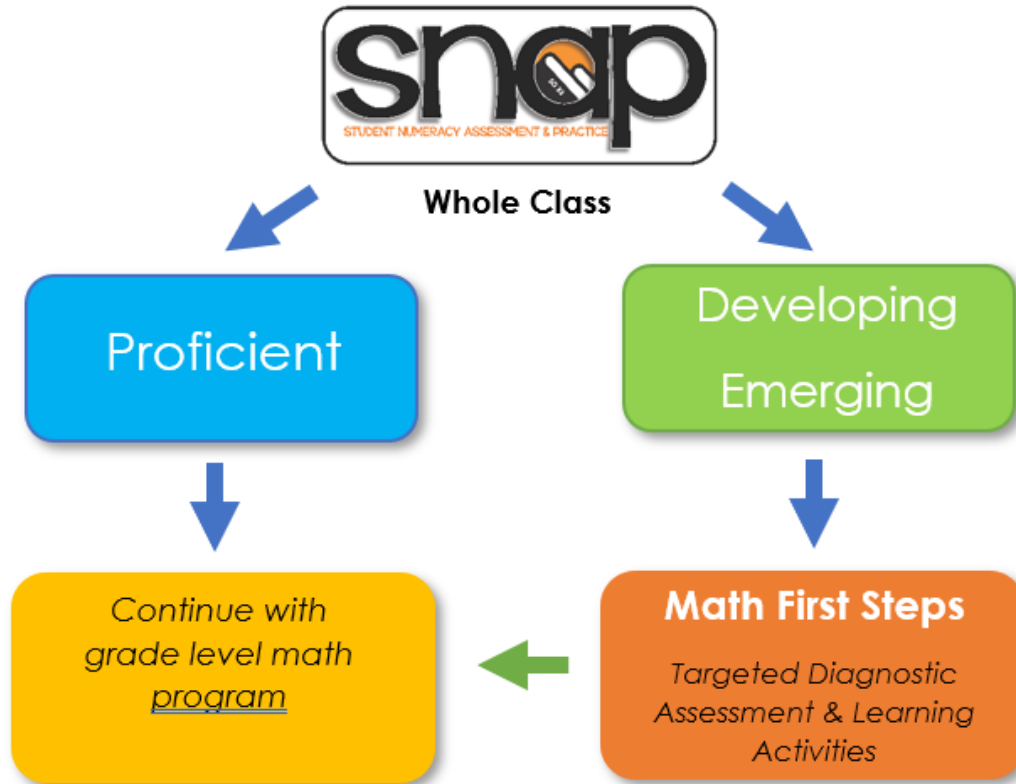 snap
STUDENT NUMERACY ASSESSMENT & PRACTICE
Whole Class
Proficient
Developing
Emerging
Continue with
grade level math
program
Math First Steps
Targeted Diagnostic
Assessment & Learning
Activities